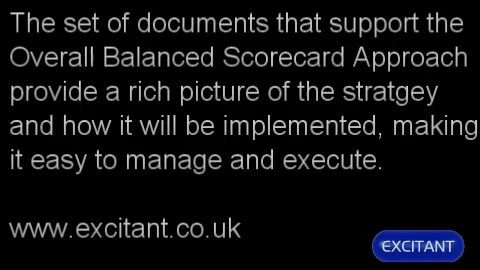 The set of documents that support the
Overall Balanced Scorecard Approach
provide a rich picture of the stratgey
and how it will be implemented, making
it easy to manage and execute.
www.excitant.co.uk
EXCITANT